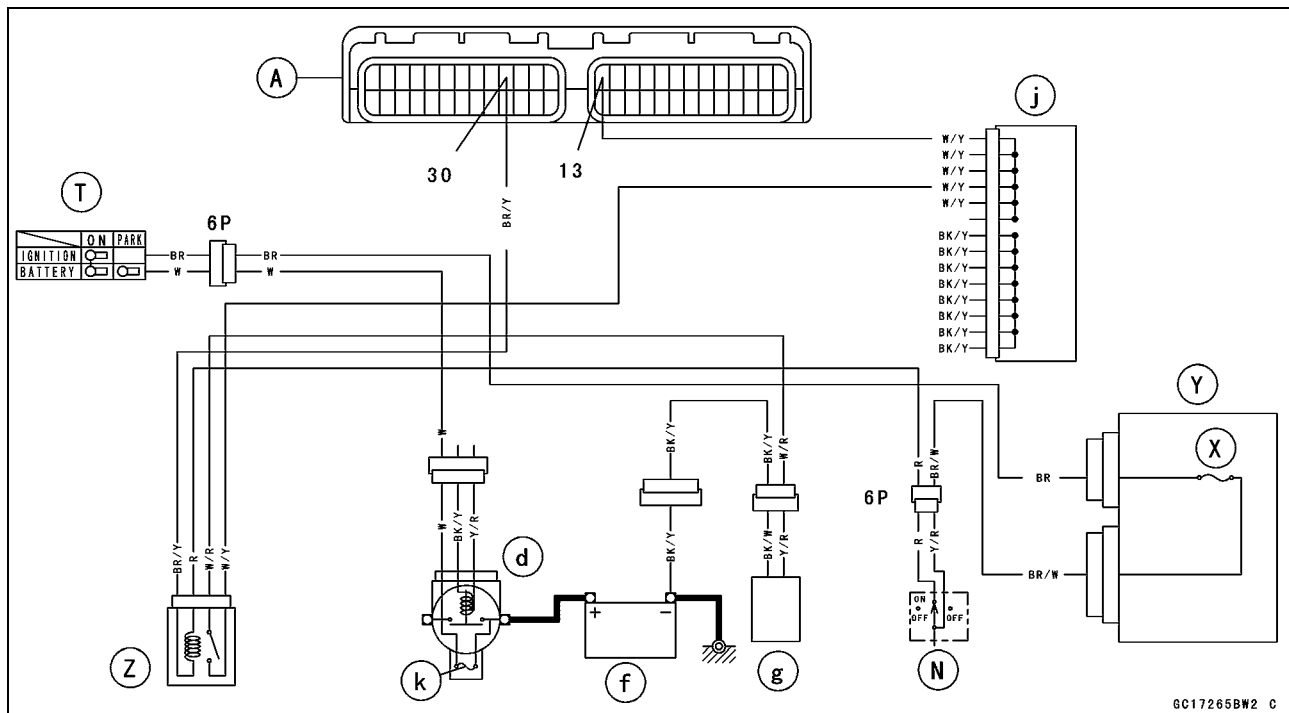 A
j
30
13
T
6P
ON PARK
IGNITION
BATTERY
BR
W
BR
W
BR/Y
W/Y
W/Y
W/Y
W/Y
W/Y
BK/Y
BK/Y
BK/Y
BK/Y
BK/Y
BK/Y
BK/Y
BK/Y
Y
X
BR
BR/W
W
BK/Y
BK/Y
W/R
R
BR/W
6P
W
BK/Y
Y/R
BK/Y
BK/W
Y/R
R
Y/R
BR/Y
R
W/R
W/Y
d
+
−
ON
OFF
OFF
Z
k
f
g
N
GC17265BW2 C